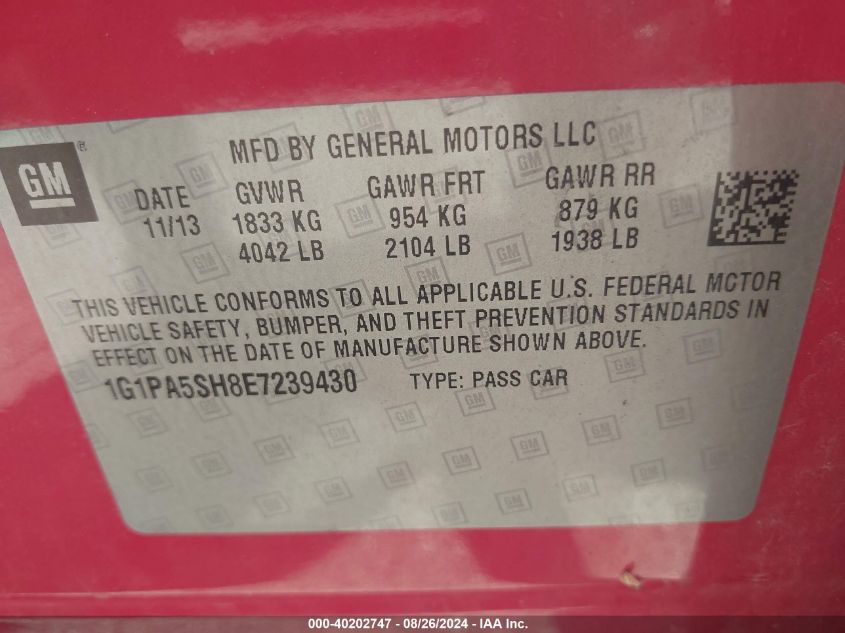 GM®
MFD BY GENERAL MOTORS LLC
DATE GVWR GAWR FRT GAWR RR
11/13 1833 KG 954 KG 879 KG
4042 LB 2104 LB 1938 LB
THIS VEHICLE CONFORMS TO ALL APPLICABLE U.S. FEDERAL MOTOR
VEHICLE SAFETY, BUMPER, AND THEFT PREVENTION STANDARDS IN
EFFECT ON THE DATE OF MANUFACTURE SHOWN ABOVE.
1G1PA5SH8E7239430 TYPE: PASS CAR
000-40202747 - 08/26/2024 - IAA Inc.